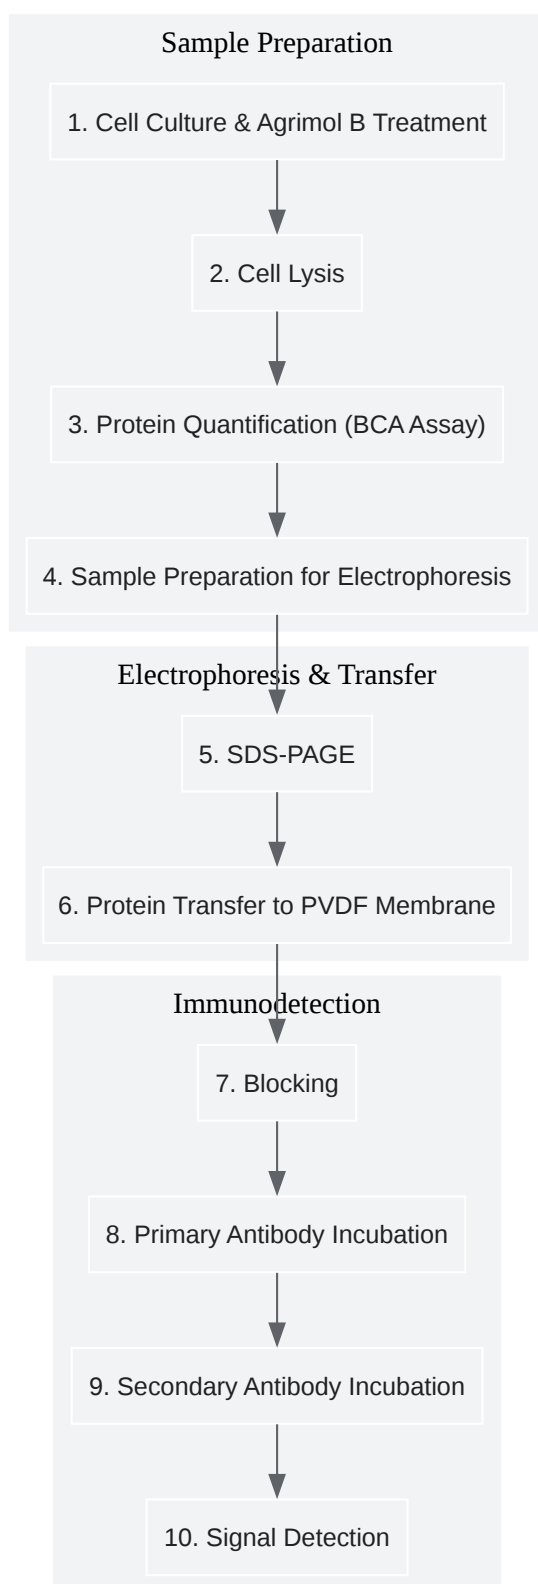 Sample Preparation
1. Cell Culture & Agrimol B Treatment
2. Cell Lysis
3. Protein Quantification (BCA Assay)
4. Sample Preparation for Electrophoresis
Electrophoresis & Transfer
5. SDS-PAGE
6. Protein Transfer to PVDF Membrane
Immunodetection
7. Blocking
8. Primary Antibody Incubation
9. Secondary Antibody Incubation
10. Signal Detection